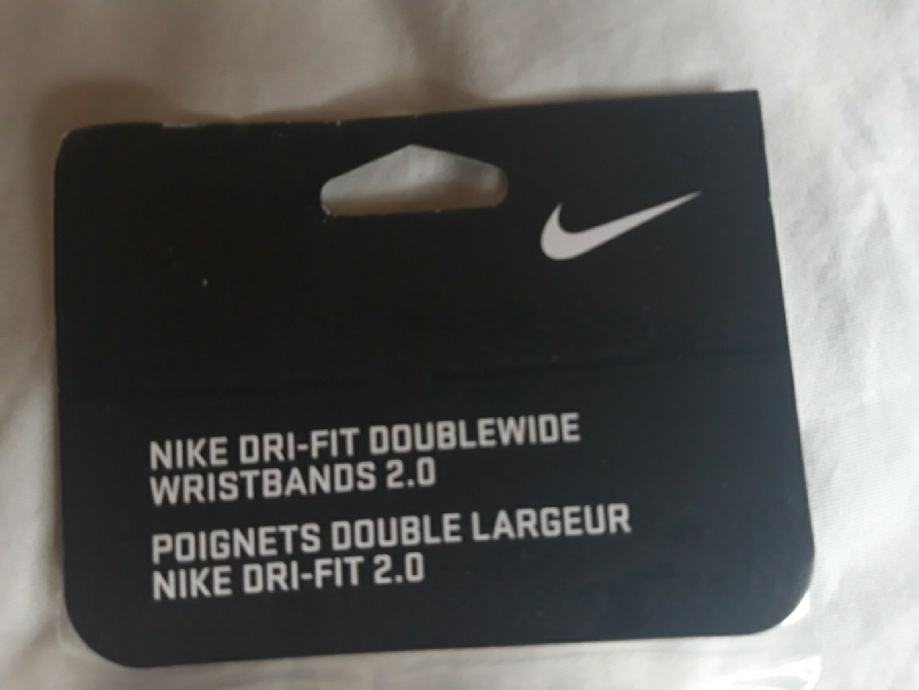 NIKE DRI-FIT DOUBLEWIDE
WRISTBANDS 2.0
POIGNETS DOUBLE LARGEUR
NIKE DRI-FIT 2.0